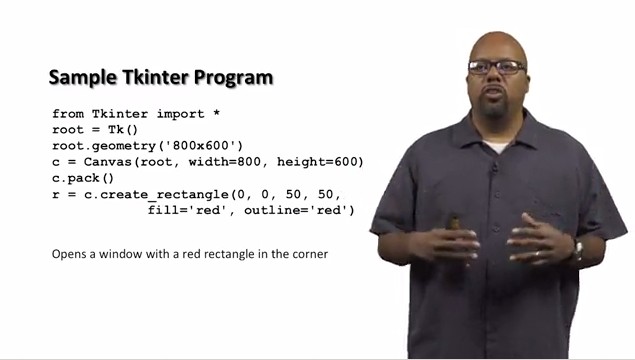 Sample Tkinter Program
from Tkinter import *
root = Tk()
root.geometry('800x600')
c = Canvas(root, width=800, height=600)
c.pack()
r = c.create_rectangle(0, 0, 50, 50,
fill='red', outline='red')
Opens a window with a red rectangle in the corner